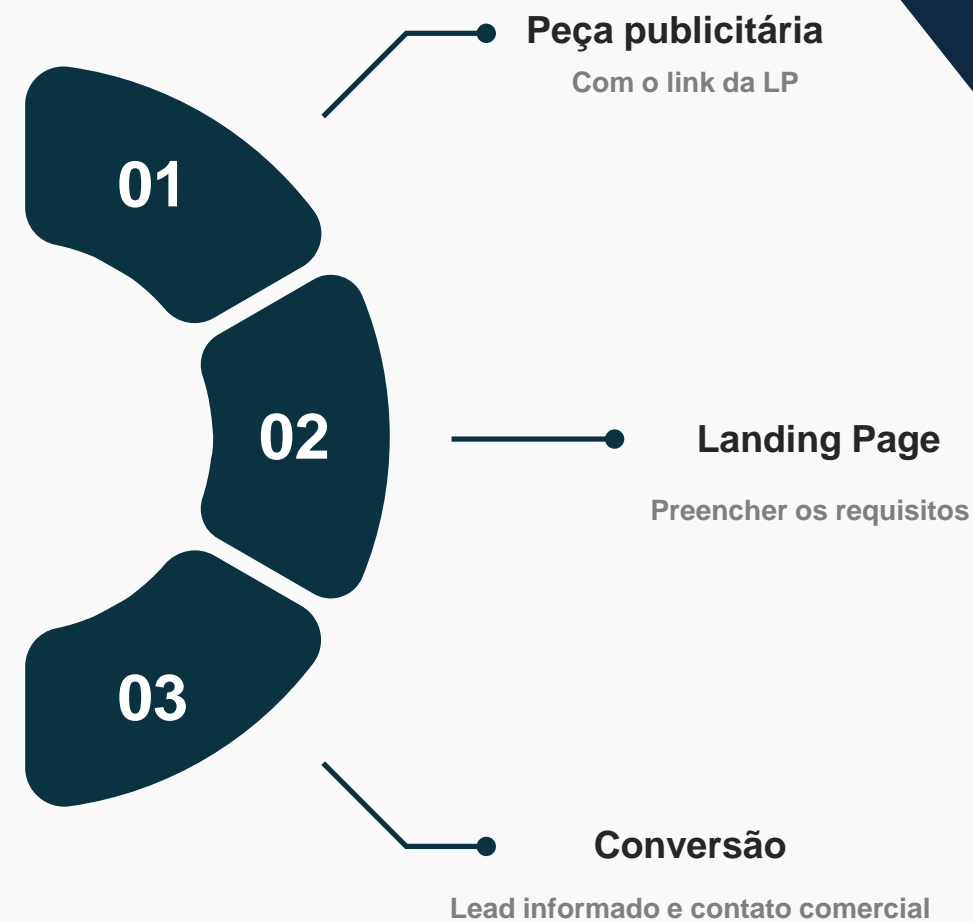 Peça publicitária
Com o link da LP
01
02
Landing Page
Preencher os requisitos
03
Conversão
Lead informado e contato comercial